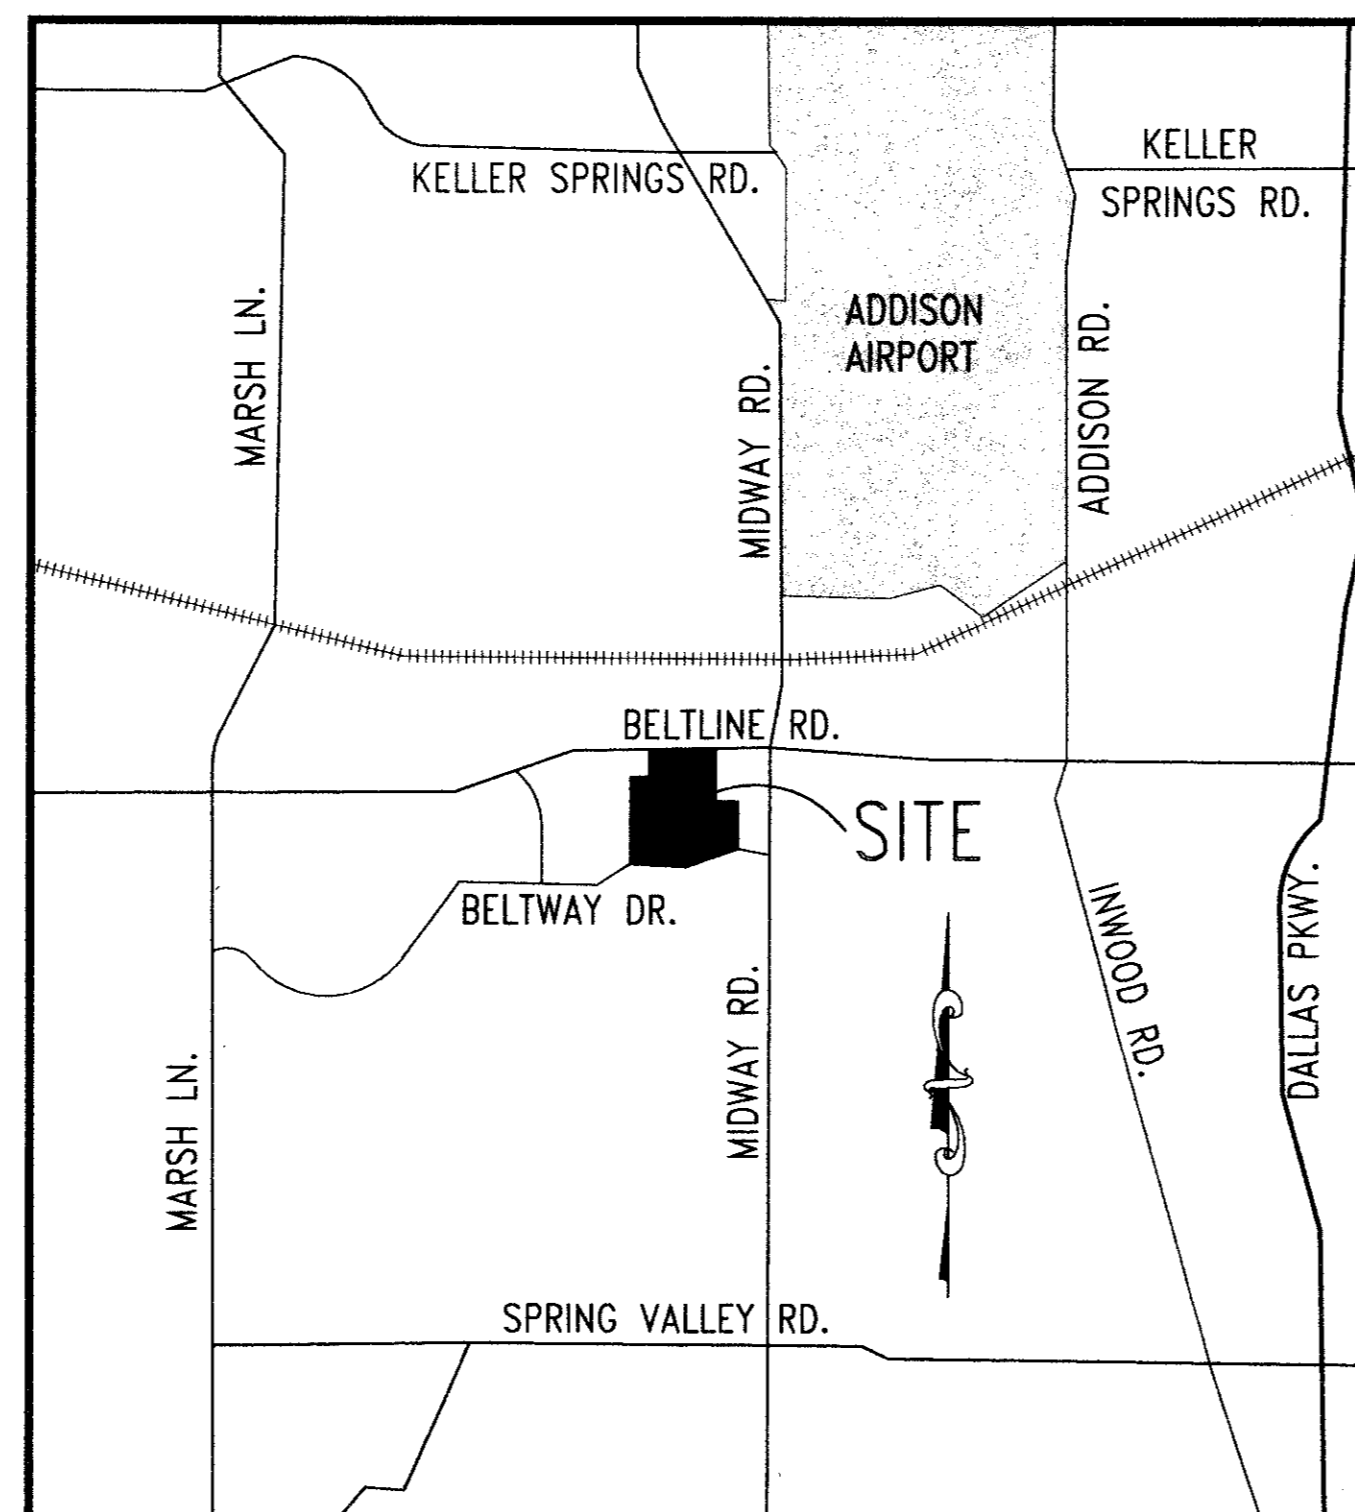 KELLER
SPRINGS RD.
KELLER SPRINGS RD.
MARSH LN.
ADDISON
AIRPORT
ADDISON RD.
MIDWAY RD.
BELTLINE RD.
SITE
BELTWAY DR.
INWOOD RD.
DALLAS PKWY.
MIDWAY RD.
MARSH LN.
SPRING VALLEY RD.